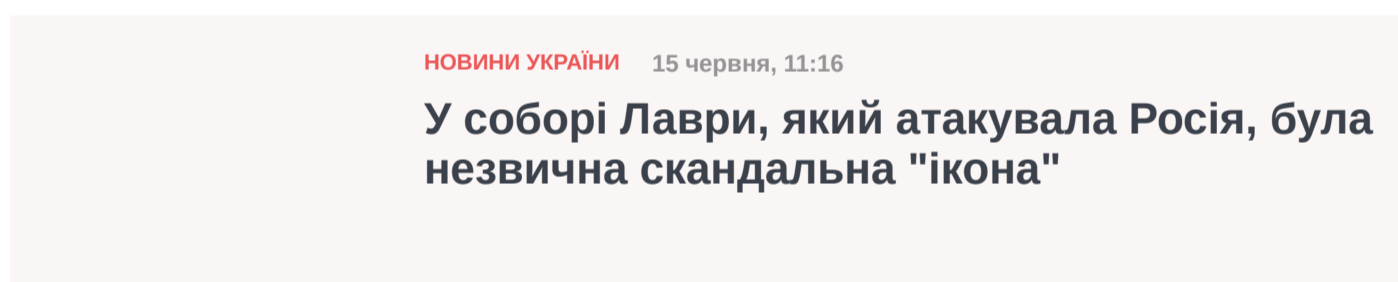 НОВИНИ УКРАЇНИ 15 червня, 11:16
У соборі Лаври, який атакувала Росія, була
незвична скандальна "ікона"